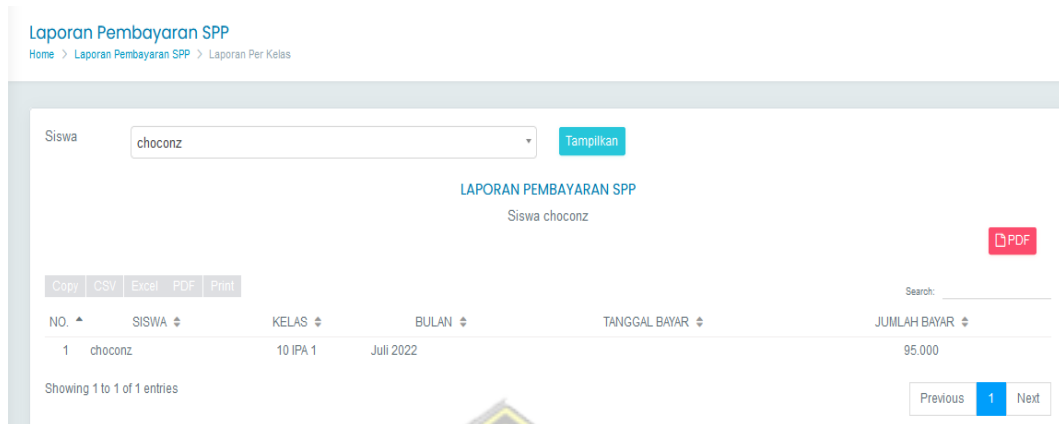 Laporan Pembayaran SPP
Home > Laporan Pembayaran SPP > Laporan Per Kelas
Siswa choconz Tampilkan
LAPORAN PEMBAYARAN SPP
Siswa choconz
PDF
Copy CSV Excel PDF Print Search:
NO. SISWA KELAS BULAN TANGGAL BAYAR JUMLAH BAYAR
1 choconz 10 IPA 1 Juli 2022 95.000
Showing 1 to 1 of 1 entries Previous 1 Next